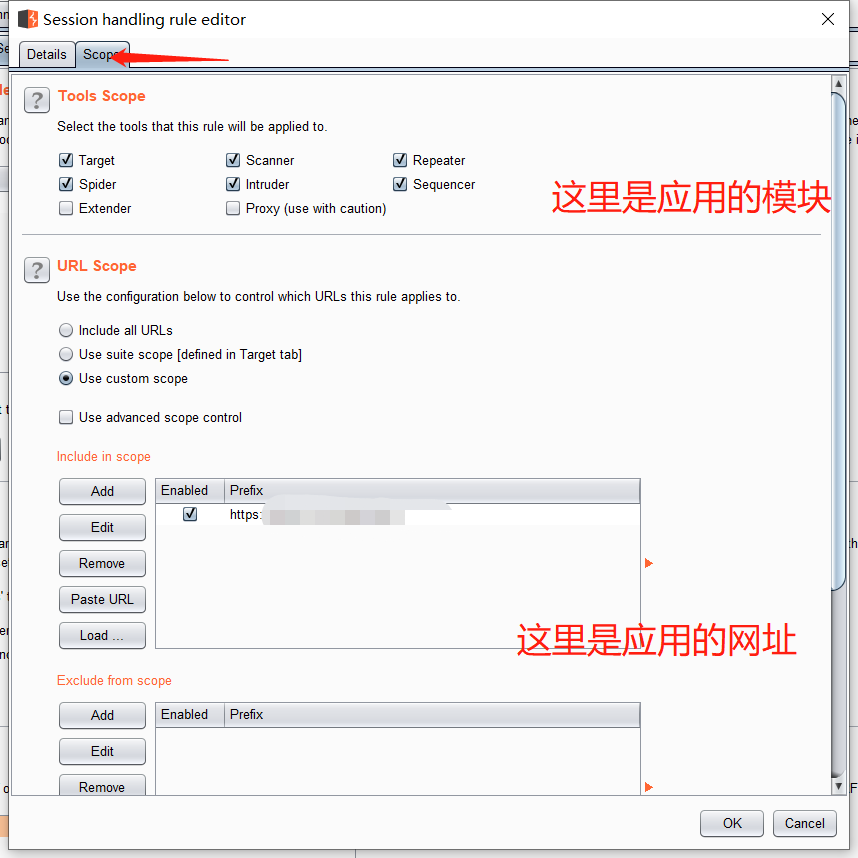 Session handling rule editor
Details
Scope
Tools Scope
Select the tools that this rule will be applied to.
Target
Scanner
Repeater
Spider
Intruder
Sequencer
Extender
Proxy (use with caution)
这里是应用的模块
URL Scope
Use the configuration below to control which URLs this rule applies to.
Include all URLs
Use suite scope [defined in Target tab]
Use custom scope
Use advanced scope control
Include in scope
Add
Enabled
Prefix
https:
Edit
Remove
Paste URL
Load ...
这里是应用的网址
Exclude from scope
Add
Enabled
Prefix
Edit
Remove
OK
Cancel